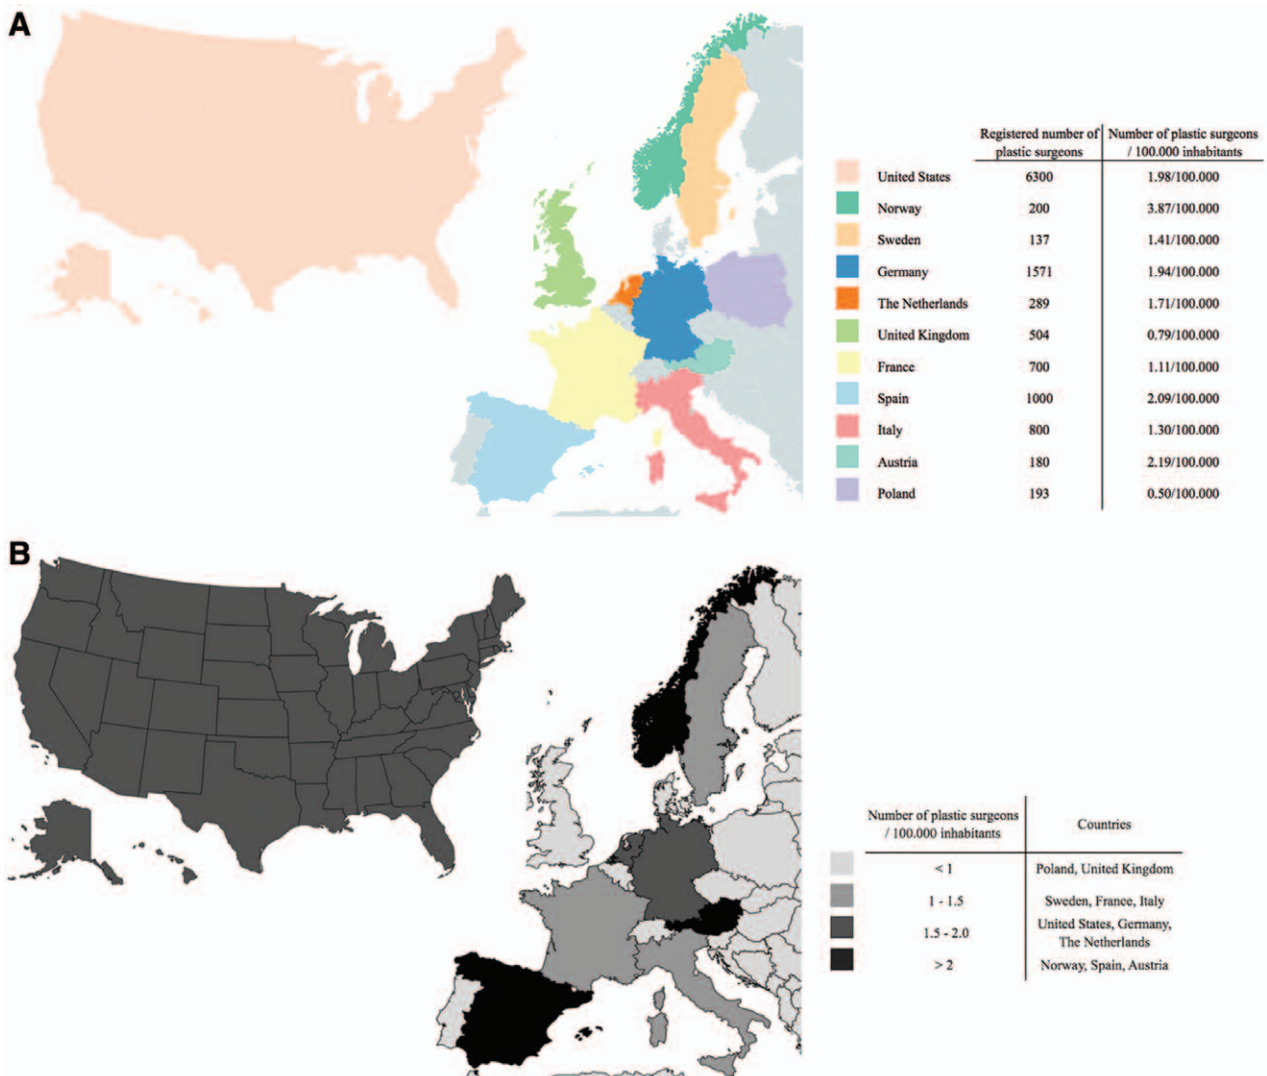 A
Registered number of plastic surgeons
Number of plastic surgeons / 100.000 inhabitants
United States 6300 1.98/100.000
Norway 200 3.87/100.000
Sweden 137 1.41/100.000
Germany 1571 1.94/100.000
The Netherlands 289 1.71/100.000
United Kingdom 504 0.79/100.000
France 700 1.11/100.000
Spain 1000 2.09/100.000
Italy 800 1.30/100.000
Austria 180 2.19/100.000
Poland 193 0.50/100.000
B
Number of plastic surgeons
/ 100.000 inhabitants
Countries
< 1 Poland, United Kingdom
1 - 1.5 Sweden, France, Italy
1.5 - 2.0 United States, Germany,
The Netherlands
> 2 Norway, Spain, Austria